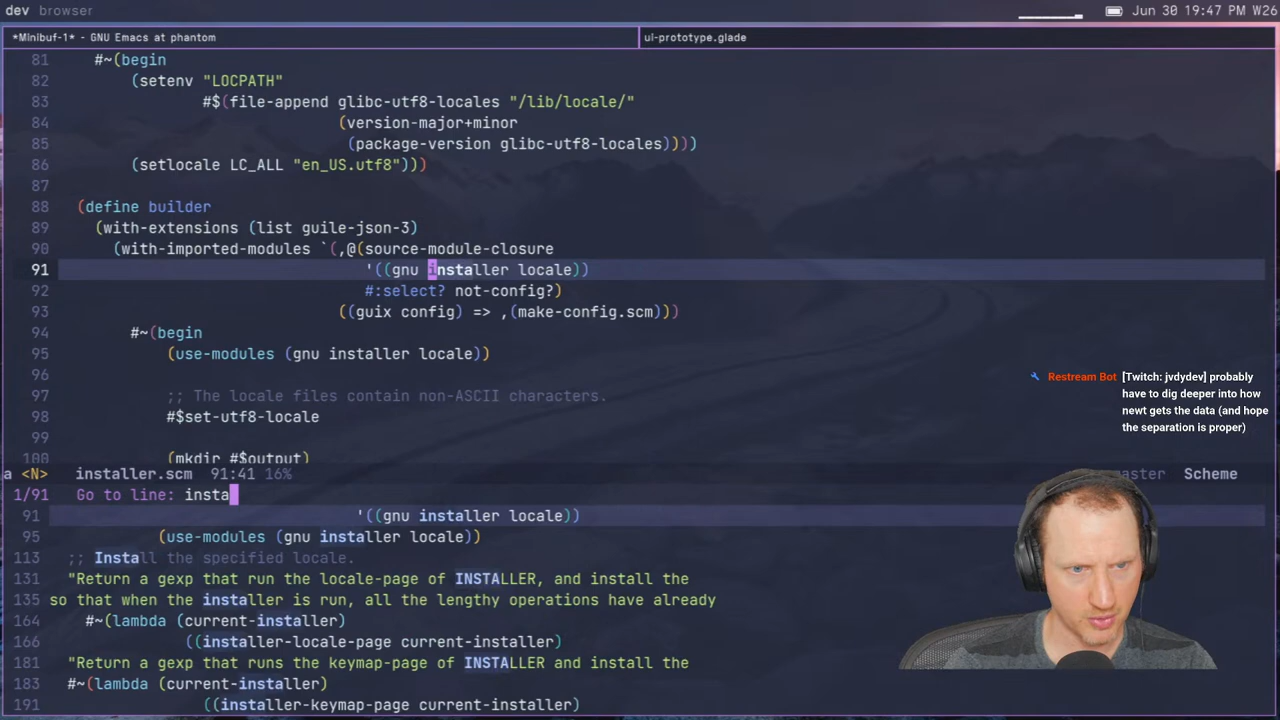 dev browser
Jun 30 19:47 PM W26
*Minibuf-1* - GNU Emacs at phantom
ui-prototype.glade
81 #~(begin
82 (setenv "LOCPATH"
83 #$(file-append glibc-utf8-locales "/lib/locale/"
84 (version-major+minor
85 (package-version glibc-utf8-locales))))
86 (setlocale LC_ALL "en_US.utf8")))
87
88 (define builder
89 (with-extensions (list guile-json-3)
90 (with-imported-modules `(,@(source-module-closure
91 '((gnu installer locale))
92 #:select? not-config?)
93 ((guix config) => ,(make-config.scm)))
94 #~(begin
95 (use-modules (gnu installer locale))
96
97 ;; The locale files contain non-ASCII characters.
98 #$set-utf8-locale
99
100 (mkdir #$output)
Restream Bot [Twitch: jvdydev] probably
have to dig deeper into how
newt gets the data (and hope
the separation is proper)
a <N> installer.scm 91:41 16% Scheme
1/91 Go to line: insta
91 '((gnu installer locale))
95 (use-modules (gnu installer locale))
113 ;; Install the specified locale.
131 "Return a gexp that run the locale-page of INSTALLER, and install the
135 so that when the installer is run, all the lengthy operations have already
164 #~(lambda (current-installer)
166 ((installer-locale-page current-installer)
181 "Return a gexp that runs the keymap-page of INSTALLER and install the
183 #~(lambda (current-installer)
191 ((installer-keymap-page current-installer)